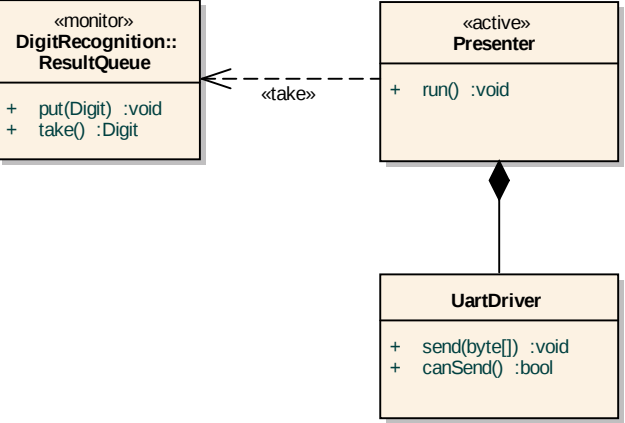 «monitor»
DigitRecognition::
ResultQueue
+ put(Digit) :void
+ take() :Digit
«take»
«active»
Presenter
+ run() :void
UartDriver
+ send(byte[]) :void
+ canSend() :bool